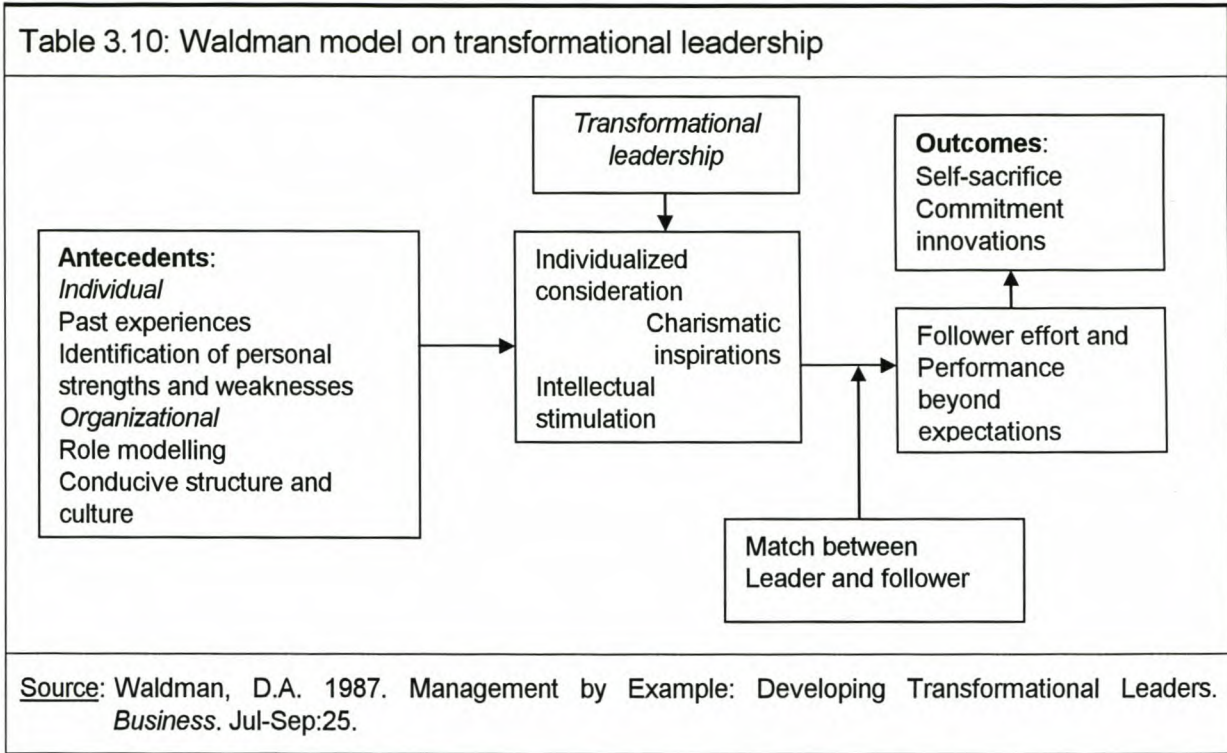 Table 3.10: Waldman model on transformational leadership
Transformational
leadership
Outcomes:
Self-sacrifice
Commitment
innovations
Antecedents:
Individual
Past experiences
Identification of personal
strengths and weaknesses
Organizational
Role modelling
Conducive structure and
culture
Individualized
consideration
Charismatic
inspirations
Intellectual
stimulation
Follower effort and
Performance
beyond
expectations
Match between
Leader and follower
Source: Waldman, D.A. 1987. Management by Example: Developing Transformational Leaders.
Business. Jul-Sep:25.